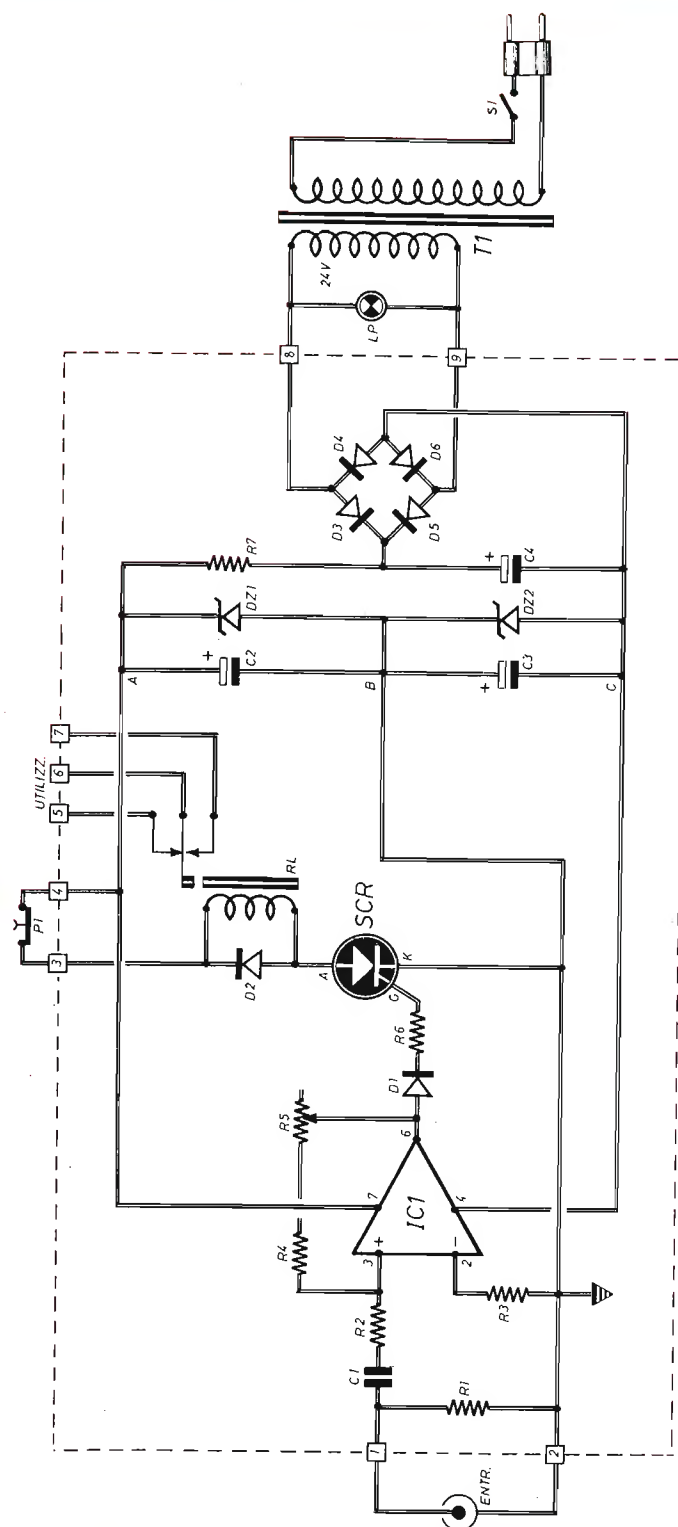 ENTR.
1
2
C1
R1
R2
R3
R4
R5
3
+
2
−
IC1
7
4
6
D1
R6
G
A
K
SCR
D2
RL
P1
3
4
UTILIZZ.
5
6
7
A
B
C
+
C2
+
C3
DZ1
DZ2
R7
+
C4
D3
D4
D5
D6
8
9
LP
24V
T1
S1